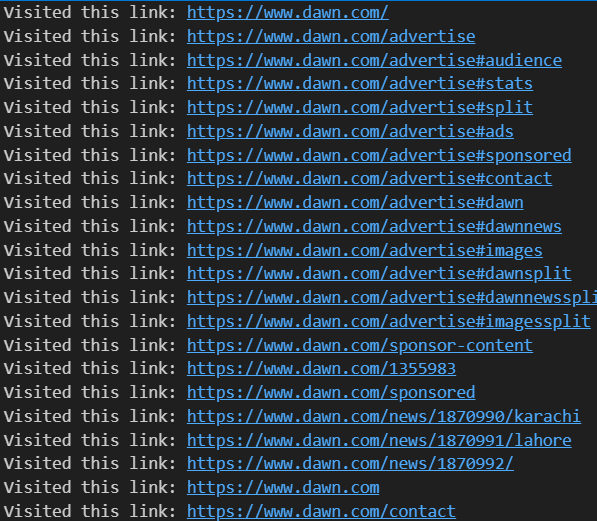 Visited this link: https://www.dawn.com/
Visited this link: https://www.dawn.com/advertise
Visited this link: https://www.dawn.com/advertise#audience
Visited this link: https://www.dawn.com/advertise#stats
Visited this link: https://www.dawn.com/advertise#split
Visited this link: https://www.dawn.com/advertise#ads
Visited this link: https://www.dawn.com/advertise#sponsored
Visited this link: https://www.dawn.com/advertise#contact
Visited this link: https://www.dawn.com/advertise#dawn
Visited this link: https://www.dawn.com/advertise#dawnnews
Visited this link: https://www.dawn.com/advertise#images
Visited this link: https://www.dawn.com/advertise#dawnsplit
Visited this link: https://www.dawn.com/advertise#dawnnewsspli
Visited this link: https://www.dawn.com/advertise#imagessplit
Visited this link: https://www.dawn.com/sponsor-content
Visited this link: https://www.dawn.com/1355983
Visited this link: https://www.dawn.com/sponsored
Visited this link: https://www.dawn.com/news/1870990/karachi
Visited this link: https://www.dawn.com/news/1870991/lahore
Visited this link: https://www.dawn.com/news/1870992/
Visited this link: https://www.dawn.com
Visited this link: https://www.dawn.com/contact